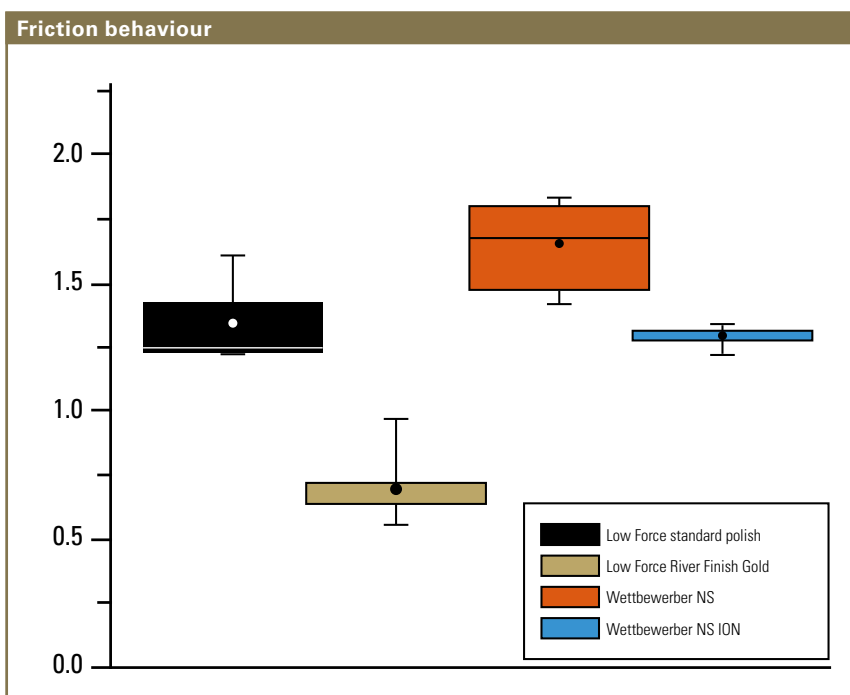 Friction behaviour
2.0
1.5
1.0
0.5
0.0
Low Force standard polish
Low Force River Finish Gold
Wettbewerber NS
Wettbewerber NS ION